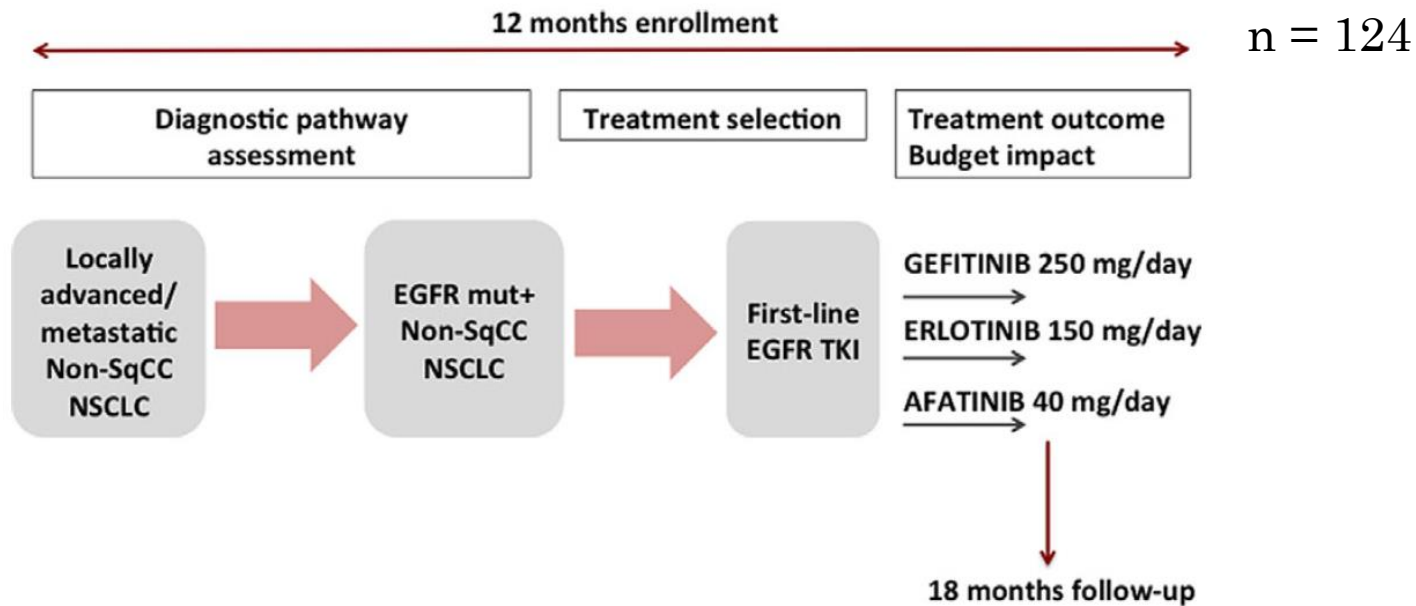 12 months enrollment
n = 124
Diagnostic pathway
assessment
Treatment selection
Treatment outcome
Budget impact
Locally
advanced/
metastatic
Non-SqCC
NSCLC
EGFR mut+
Non-SqCC
NSCLC
First-line
EGFR TKI
GEFITINIB 250 mg/day
ERLOTINIB 150 mg/day
AFATINIB 40 mg/day
18 months follow-up